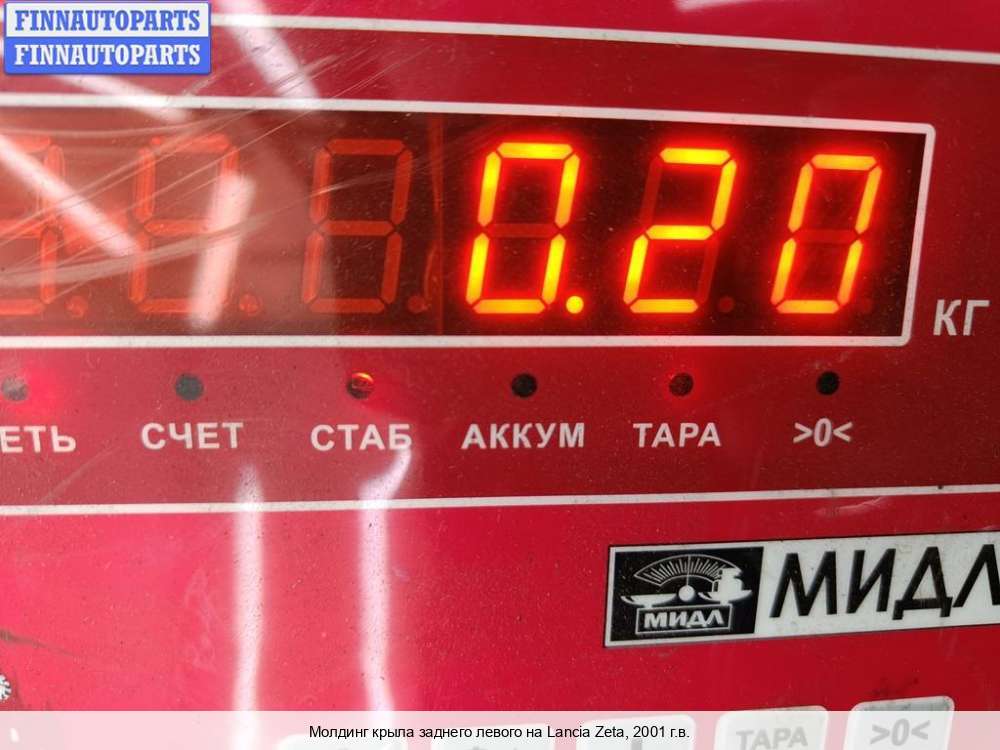 FINNAUTOPARTS
FINNAUTOPARTS
0.20
КГ
СЧЕТ СТАБ АККУМ ТАРА >0<
МИДЛ
МИДЛ
ТАРА >0<
Молдинг крыла заднего левого на Lancia Zeta, 2001 г.в.